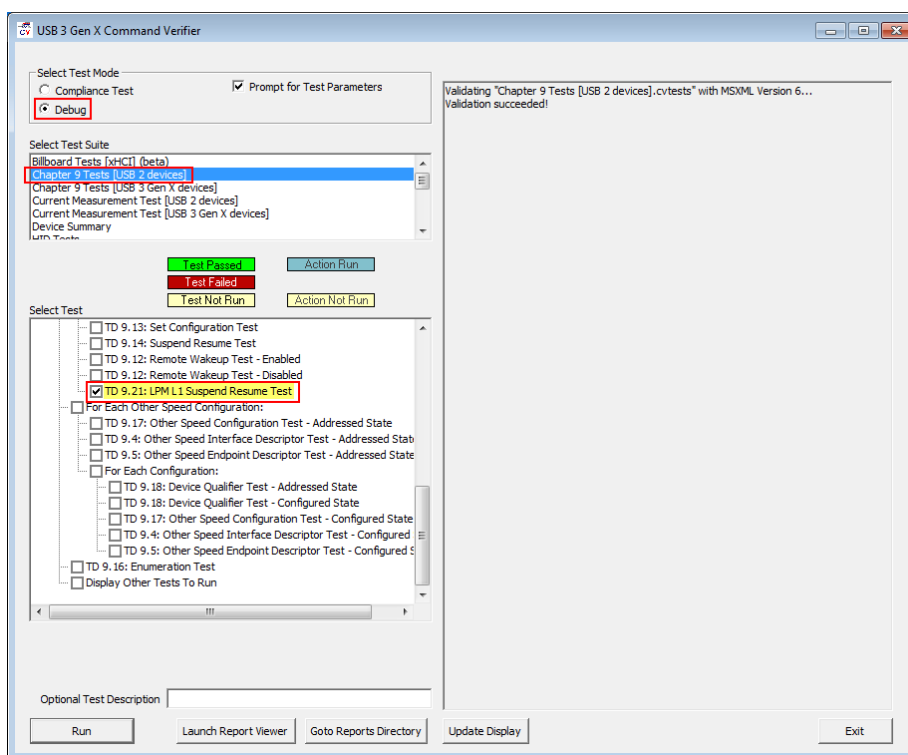 USB 3 Gen X Command Verifier
Select Test Mode
Compliance Test
Prompt for Test Parameters
Debug
Select Test Suite
Billboard Tests [xHCI] (beta)
Chapter 9 Tests [USB 2 devices]
Chapter 9 Tests [USB 3 Gen X devices]
Current Measurement Test [USB 2 devices]
Current Measurement Test [USB 3 Gen X devices]
Device Summary
HID Tests
Test Passed
Action Run
Test Failed
Test Not Run
Action Not Run
Select Test
TD 9.13: Set Configuration Test
TD 9.14: Suspend Resume Test
TD 9.12: Remote Wakeup Test - Enabled
TD 9.12: Remote Wakeup Test - Disabled
TD 9.21: LPM L1 Suspend Resume Test
For Each Other Speed Configuration:
TD 9.17: Other Speed Configuration Test - Addressed State
TD 9.4: Other Speed Interface Descriptor Test - Addressed Stat
TD 9.5: Other Speed Endpoint Descriptor Test - Addressed State
For Each Configuration:
TD 9.18: Device Qualifier Test - Addressed State
TD 9.18: Device Qualifier Test - Configured State
TD 9.17: Other Speed Configuration Test - Configured State
TD 9.4: Other Speed Interface Descriptor Test - Configured
TD 9.5: Other Speed Endpoint Descriptor Test - Configured S
TD 9.16: Enumeration Test
Display Other Tests To Run
Validating "Chapter 9 Tests [USB 2 devices].cvtests" with MSXML Version 6...
Validation succeeded!
Optional Test Description
Run
Launch Report Viewer
Goto Reports Directory
Update Display
Exit